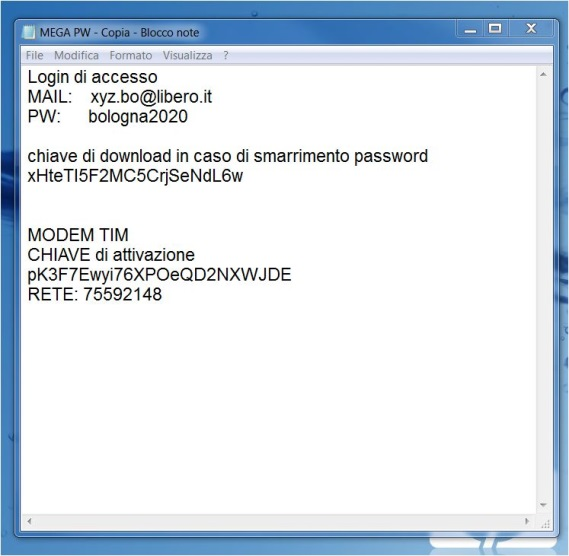 MEGA PW - Copia - Blocco note
File Modifica Formato Visualizza ?
Login di accesso
MAIL: xyz.bo@libero.it
PW: bologna2020
chiave di download in caso di smarrimento password
xHteTI5F2MC5CrjSeNdL6w
MODEM TIM
CHIAVE di attivazione
pK3F7Ewyi76XPOeQD2NXWJDE
RETE: 75592148